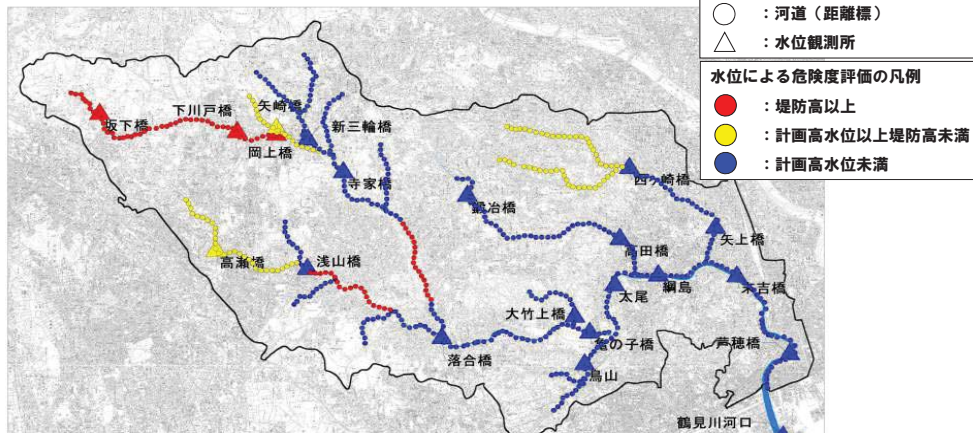 ○ ：河道（距離標）
△ ：水位観測所
水位による危険度評価の凡例
：堤防高以上
：計画高水位以上堤防高未満
：計画高水位未満
坂下橋
下川戸橋
矢崎橋
岡上橋
新三輪橋
寺家橋
四ヶ崎橋
鍛冶橋
高瀬橋
浅山橋
高田橋
矢上橋
太尾
綱島
末吉橋
大竹上橋
亀の子橋
落合橋
鳥山
芦穂橋
鶴見川河口